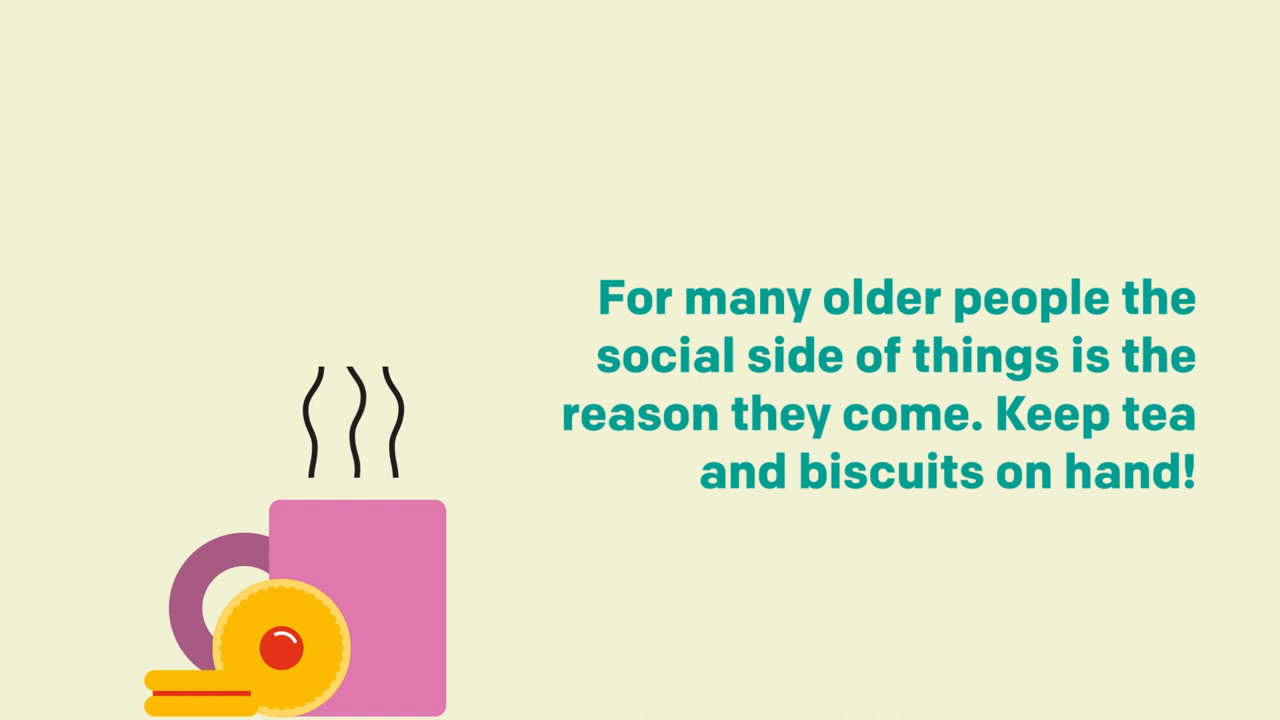 For many older people the
social side of things is the
reason they come. Keep tea
and biscuits on hand!